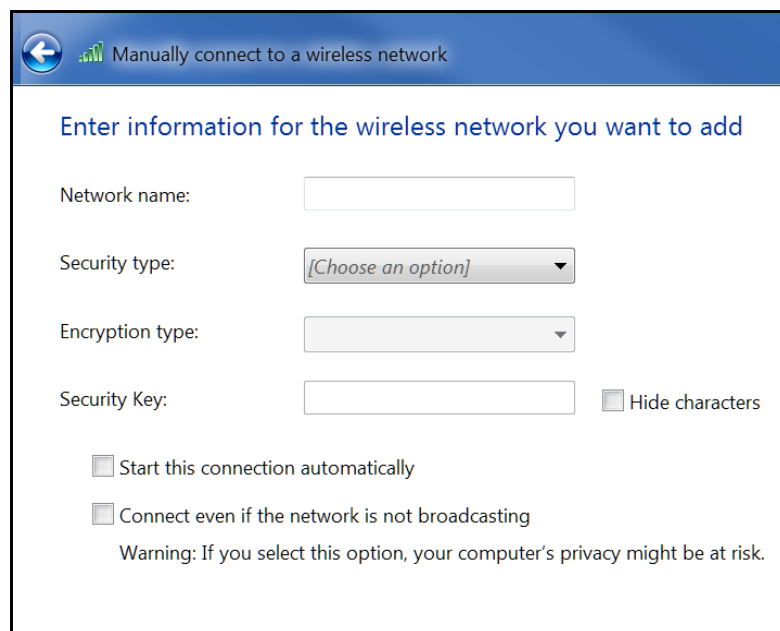 Manually connect to a wireless network
Enter information for the wireless network you want to add
Network name:
Security type:
[Choose an option]
Encryption type:
Security Key:
Hide characters
Start this connection automatically
Connect even if the network is not broadcasting
Warning: If you select this option, your computer’s privacy might be at risk.